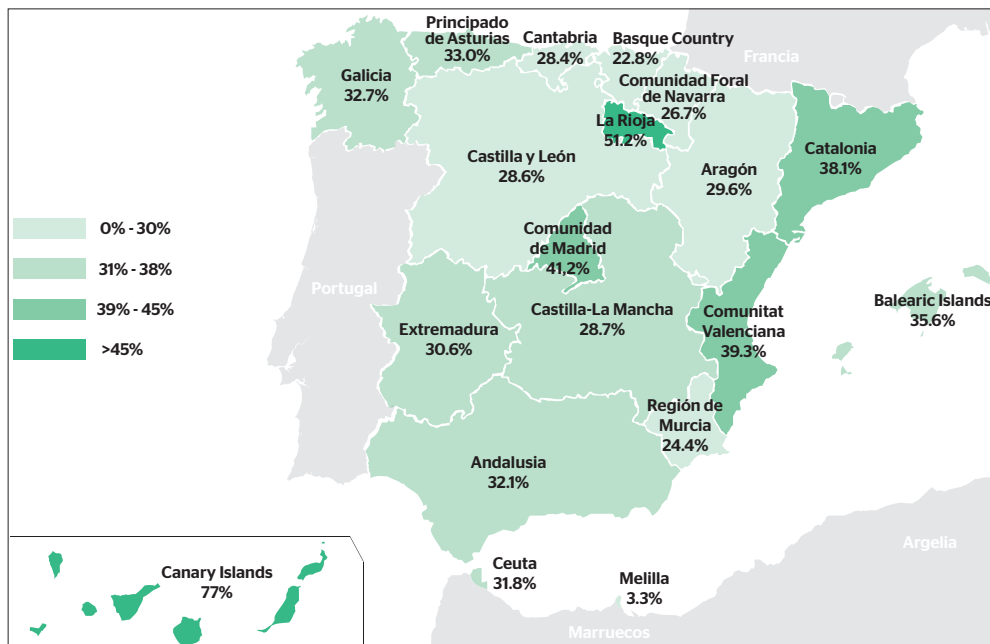 Principado
de Asturias
33.0%
Cantabria
28.4%
Basque Country
22.8%
Francia
Galicia
32.7%
Comunidad Foral
de Navarra
26.7%
La Rioja
51.2%
Castilla y León
28.6%
Aragón
29.6%
Catalonia
38.1%
0% - 30%
31% - 38%
39% - 45%
>45%
Comunidad
de Madrid
41,2%
Portugal
Castilla-La Mancha
28.7%
Extremadura
30.6%
Comunitat
Valenciana
39.3%
Balearic Islands
35.6%
Región de
Murcia
24.4%
Andalusia
32.1%
Argelia
Ceuta
31.8%
Melilla
3.3%
Marruecos
Canary Islands
77%